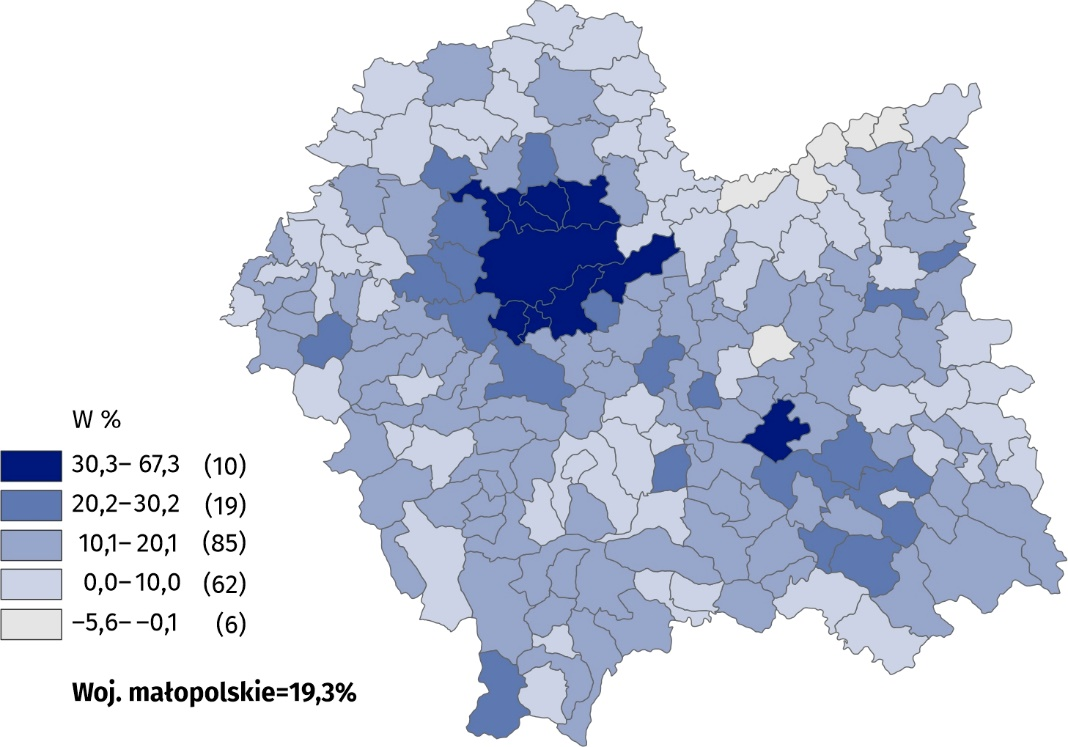 W %
30,3– 67,3 (10)
20,2– 30,2 (19)
10,1– 20,1 (85)
0,0– 10,0 (62)
–5,6– –0,1 (6)
Woj. małopolskie=19,3%